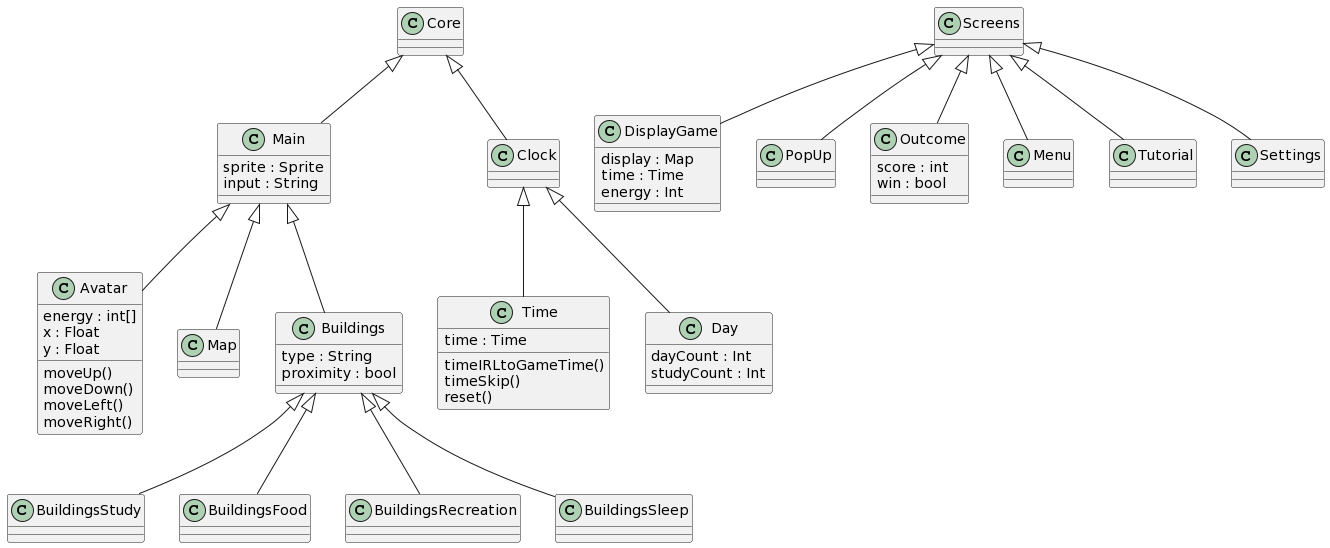 C Core
C Screens
C Main
sprite : Sprite
input : String
C Clock
C DisplayGame
display : Map
time : Time
energy : Int
C PopUp
C Outcome
score : int
win : bool
C Menu
C Tutorial
C Settings
C Avatar
energy : int[]
x : Float
y : Float
moveUp()
moveDown()
moveLeft()
moveRight()
C Map
C Buildings
type : String
proximity : bool
C Time
time : Time
timeIRLtoGameTime()
timeSkip()
reset()
C Day
dayCount : Int
studyCount : Int
C BuildingsStudy
C BuildingsFood
C BuildingsRecreation
C BuildingsSleep